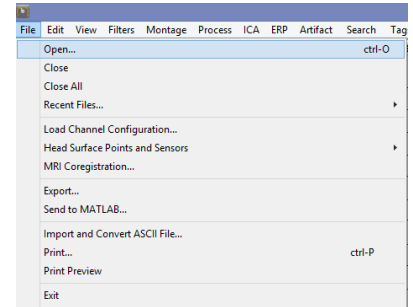 File Edit View Filters Montage Process ICA ERP Artifact Search Tag
Open... ctrl-O
Close
Close All
Recent Files...
Load Channel Configuration...
Head Surface Points and Sensors
MRI Coregistration...
Export...
Send to MATLAB...
Import and Convert ASCII File...
Print... ctrl-P
Print Preview
Exit